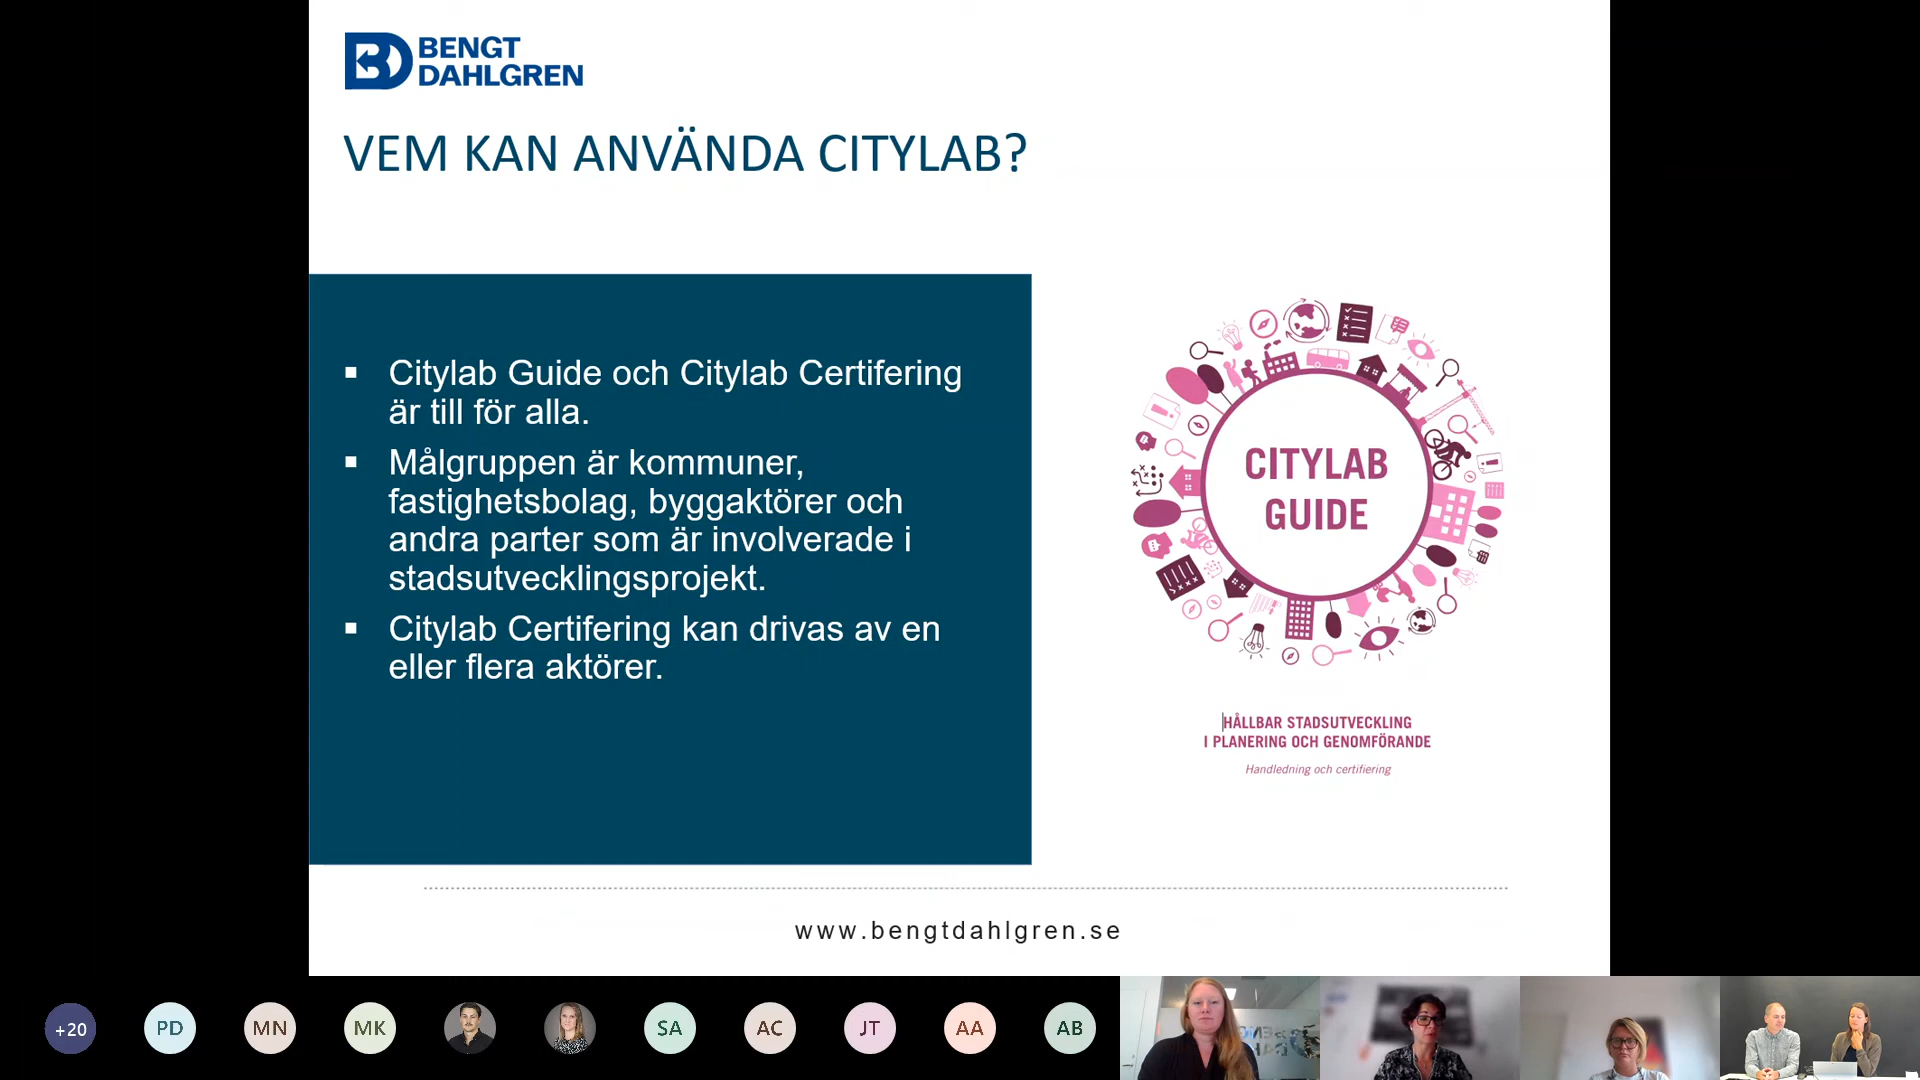 BENGT
DAHLGREN
VEM KAN ANVÄNDA CITYLAB?
▪ Citylab Guide och Citylab Certifering
är till för alla.
▪ Målgruppen är kommuner,
fastighetsbolag, byggaktörer och
andra parter som är involverade i
stadsutvecklingsprojekt.
▪ Citylab Certifering kan drivas av en
eller flera aktörer.
CITYLAB
GUIDE
HÅLLBAR STADSUTVECKLING
I PLANERING OCH GENOMFÖRANDE
Handledning och certifiering
www.bengtdahlgren.se
+20
PD
MN
MK
SA
AC
JT
AA
AB